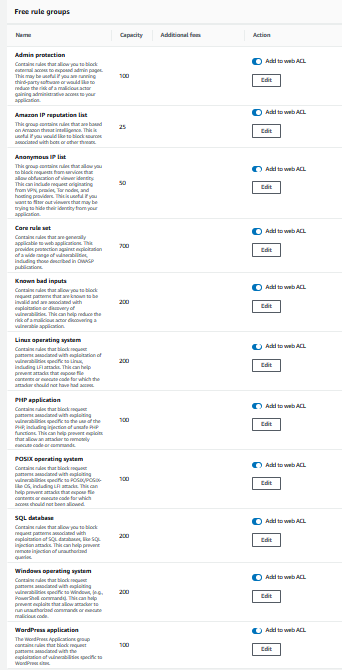 Free rule groups
Name Capacity Additional fees Action
Admin protection
Contains rules that allow you to block
external access to exposed admin pages.
This may be useful if you are running
third-party software or would like to
reduce the risk of a malicious actor
gaining administrative access to your
application.
100
Add to web ACL
Edit
Amazon IP reputation list
This group contains rules that are based
on Amazon threat intelligence. This is
useful if you would like to block sources
associated with bots or other threats.
25
Add to web ACL
Edit
Anonymous IP list
This group contains rules that allow you
to block requests from services that
allow obfuscation of viewer identity.
This can include request originating
from VPN, proxies, Tor nodes, and
hosting providers. This is useful if you
want to filter out viewers that may be
trying to hide their identity from your
application.
50
Add to web ACL
Edit
Core rule set
Contains rules that are generally
applicable to web applications. This
provides protection against exploitation
of a wide range of vulnerabilities,
including those described in OWASP
publications.
700
Add to web ACL
Edit
Known bad inputs
Contains rules that allow you to block
request patterns that are known to be
invalid and are associated with
exploitation or discovery of
vulnerabilities. This can help reduce the
risk of a malicious actor discovering a
vulnerable application.
200
Add to web ACL
Edit
Linux operating system
Contains rules that block request
patterns associated with exploitation of
vulnerabilities specific to Linux,
including LFI attacks. This can help
prevent attacks that expose file
contents or execute code for which the
attacker should not have had access.
200
Add to web ACL
Edit
PHP application
Contains rules that block request
patterns associated with exploiting
vulnerabilities specific to the use of the
PHP, including injection of unsafe PHP
functions. This can help prevent exploits
that allow an attacker to remotely
execute code or commands.
100
Add to web ACL
Edit
POSIX operating system
Contains rules that block request
patterns associated with exploiting
vulnerabilities specific to POSIX/POSIX-
like OS, including LFI attacks. This can
help prevent attacks that expose file
contents or execute code for which
access should not been allowed.
100
Add to web ACL
Edit
SQL database
Contains rules that allow you to block
request patterns associated with
exploitation of SQL databases, like SQL
injection attacks. This can help prevent
remote injection of unauthorized
queries.
200
Add to web ACL
Edit
Windows operating system
Contains rules that block request
patterns associated with exploiting
vulnerabilities specific to Windows, (e.g.,
PowerShell commands). This can help
prevent exploits that allow attacker to
run unauthorized commands or execute
malicious code.
200
Add to web ACL
Edit
WordPress application
The WordPress Applications group
contains rules that block request
patterns associated with the
exploitation of vulnerabilities specific to
WordPress sites.
100
Add to web ACL
Edit